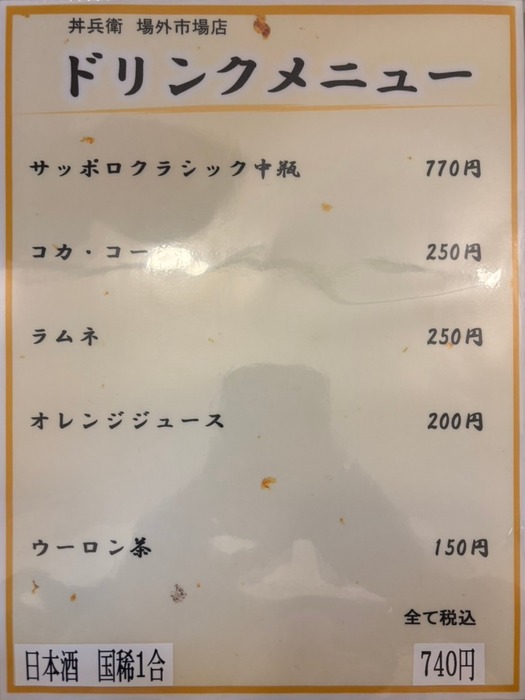 丼兵衛 場外市場店
ドリンクメニュー
サッポロクラシック中瓶 770円
コカ・コー 250円
ラムネ 250円
オレンジジュース 200円
ウーロン茶 150円
全て税込
日本酒 国稀1合 740円